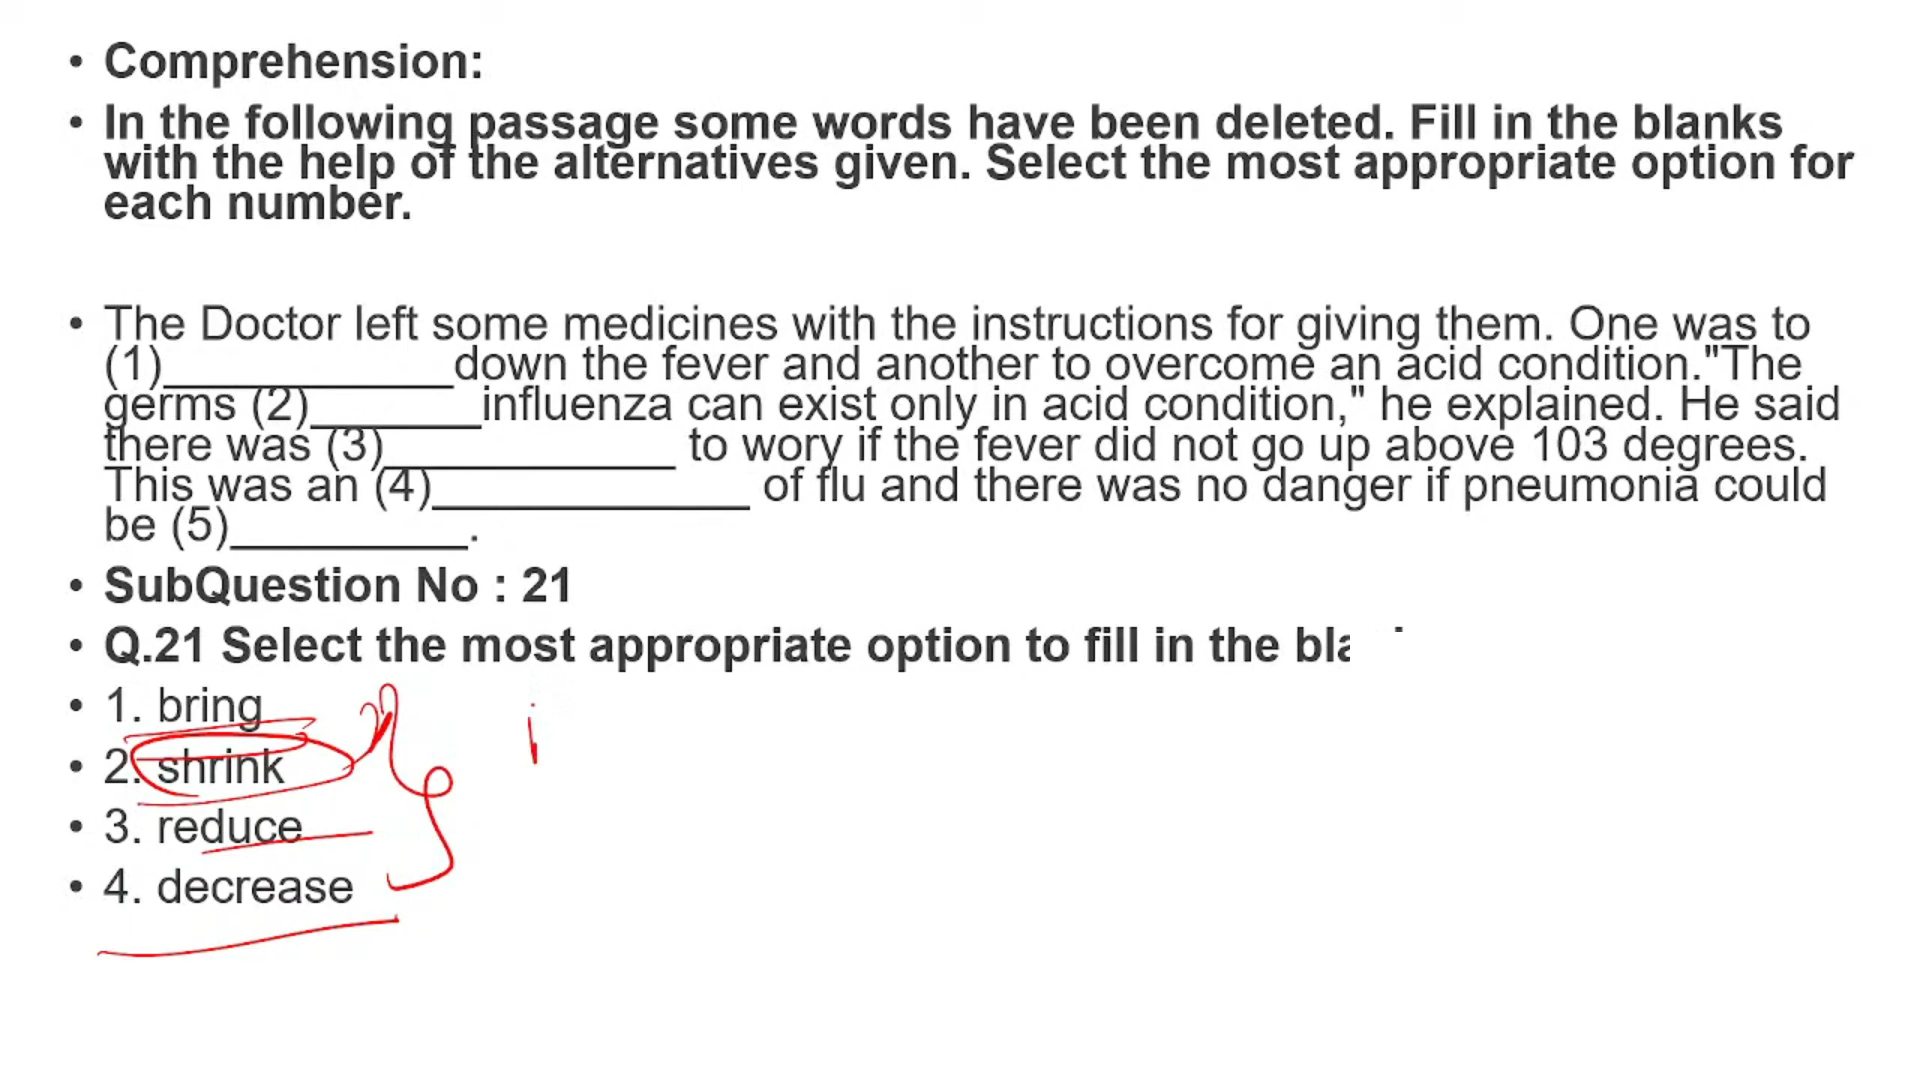 • Comprehension:
• In the following passage some words have been deleted. Fill in the blanks
with the help of the alternatives given. Select the most appropriate option for
each number.
• The Doctor left some medicines with the instructions for giving them. One was to
(1)____________down the fever and another to overcome an acid condition."The
germs (2)_______influenza can exist only in acid condition," he explained. He said
there was (3)____________ to wory if the fever did not go up above 103 degrees.
This was an (4)_____________ of flu and there was no danger if pneumonia could
be (5)__________.
• SubQuestion No : 21
• Q.21 Select the most appropriate option to fill in the
• 1. bring
• 2. shrink
• 3. reduce
• 4. decrease